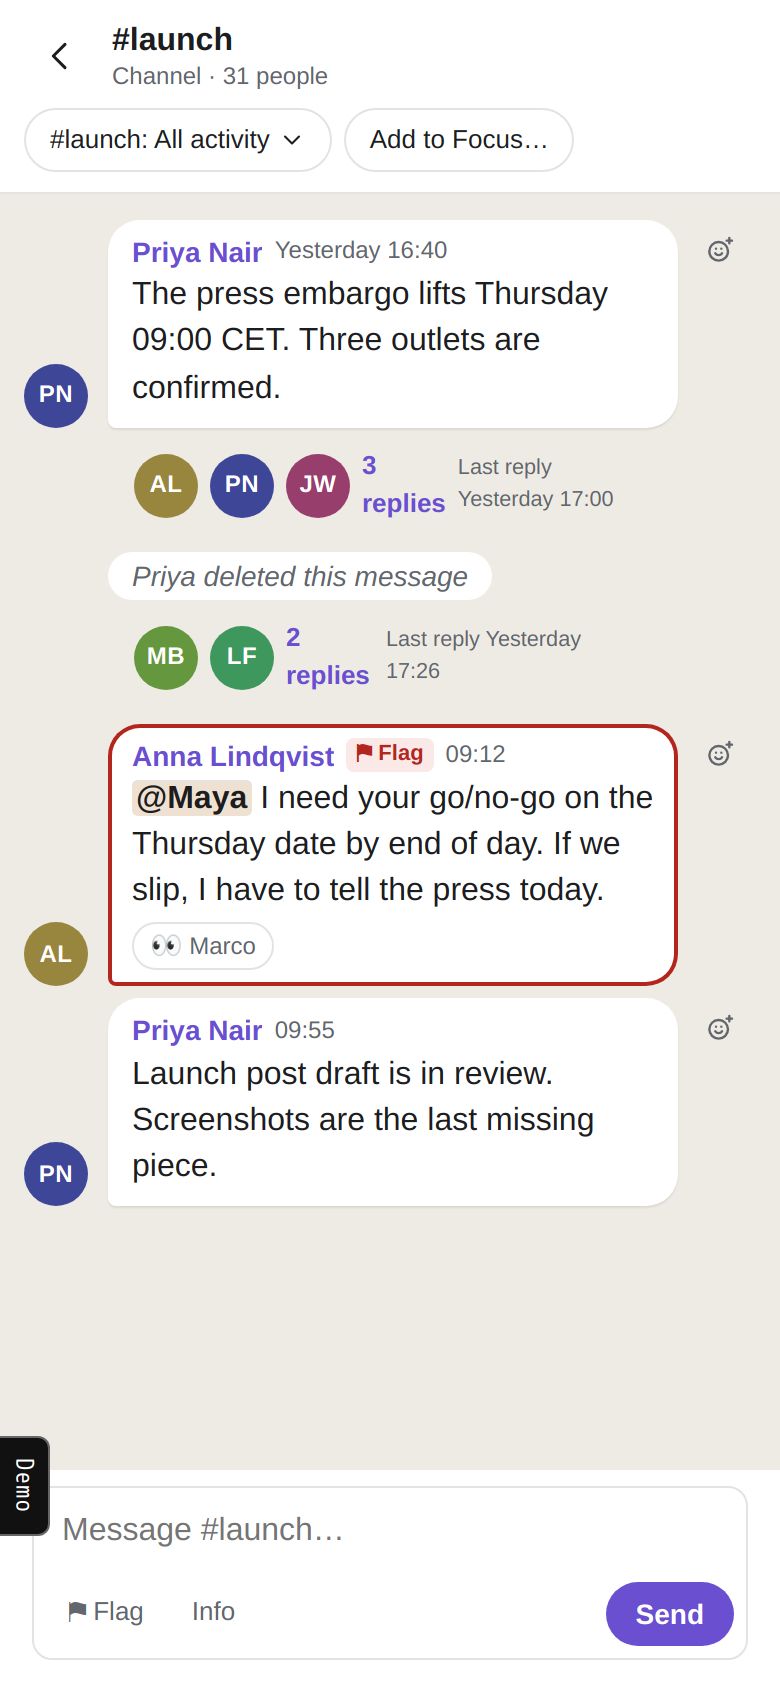 #launch
Channel · 31 people
#launch: All activity
Add to Focus…
Priya Nair Yesterday 16:40
The press embargo lifts Thursday
09:00 CET. Three outlets are
confirmed.
PN
AL PN JW 3 replies Last reply Yesterday 17:00
Priya deleted this message
MB LF 2 replies Last reply Yesterday 17:26
Anna Lindqvist Flag 09:12
@Maya I need your go/no-go on the
Thursday date by end of day. If we
slip, I have to tell the press today.
👀 Marco
AL
Priya Nair 09:55
Launch post draft is in review.
Screenshots are the last missing
piece.
PN
Demo
Message #launch…
Flag Info Send